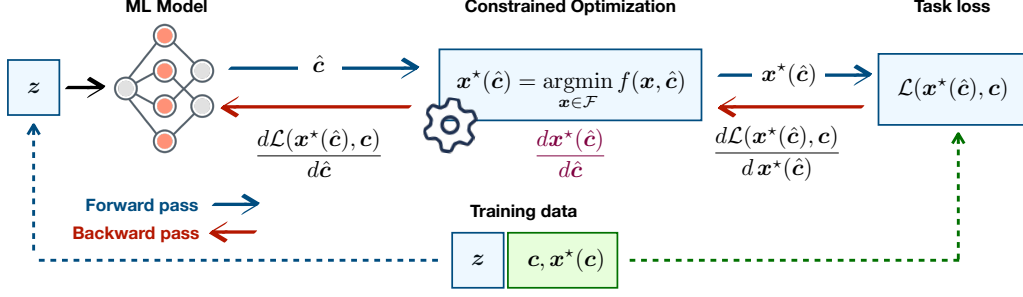 ML Model
Constrained Optimization
Task loss
z
ĉ
x⋆(ĉ) = argmin f(x, ĉ)
x∈F
x⋆(ĉ)
L(x⋆(ĉ), c)
dL(x⋆(ĉ), c)
dĉ
dx⋆(ĉ)
dĉ
dL(x⋆(ĉ), c)
d x⋆(ĉ)
Forward pass
Backward pass
Training data
z
c, x⋆(c)